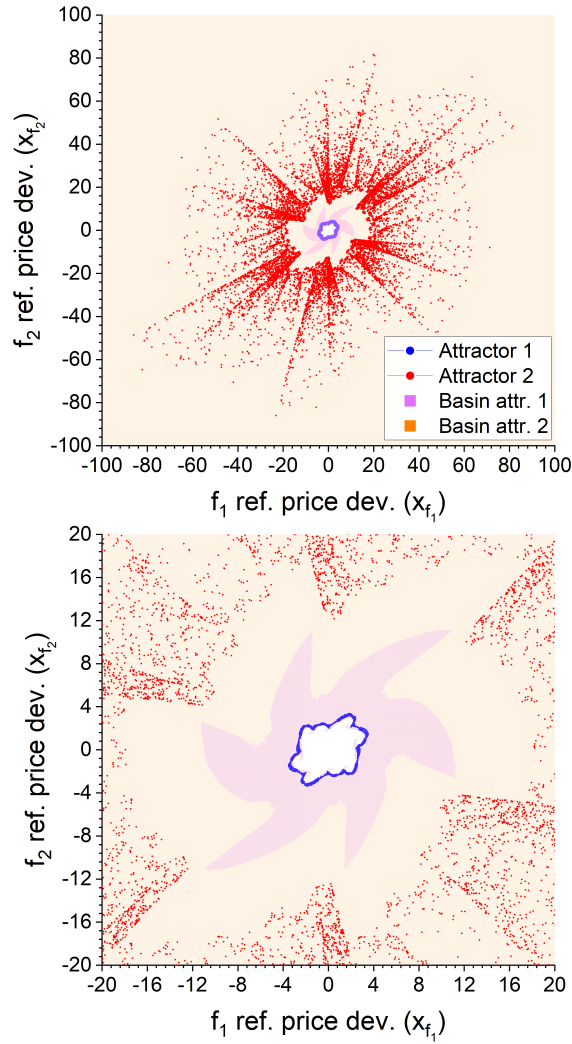 100
80
60
40
20
0
-20
-40
-60
-80
-100
f2 ref. price dev. (xf2)
Attractor 1
Attractor 2
Basin attr. 1
Basin attr. 2
-100 -80 -60 -40 -20 0 20 40 60 80 100
f1 ref. price dev. (xf1)
20
16
12
8
4
0
-4
-8
-12
-16
-20
f2 ref. price dev. (xf2)
-20 -16 -12 -8 -4 0 4 8 12 16 20
f1 ref. price dev. (xf1)